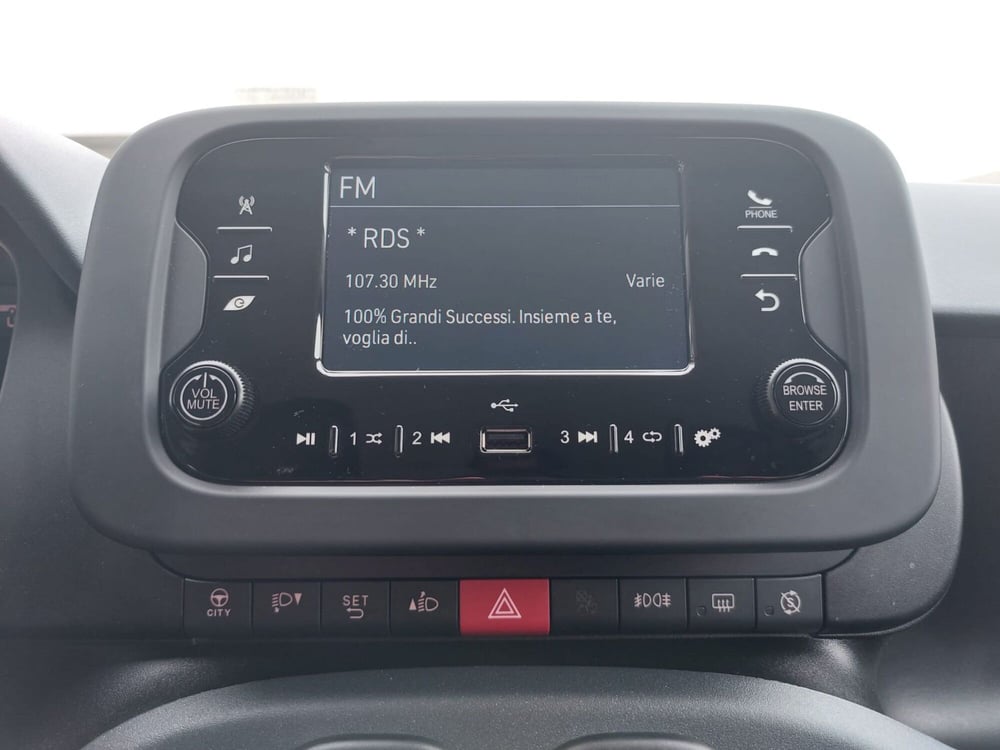 FM
* RDS *
107.30 MHz Varie
100% Grandi Successi. Insieme a te,
voglia di..
PHONE
VOL
MUTE
BROWSE
ENTER
1 2 3 4
CITY
SET